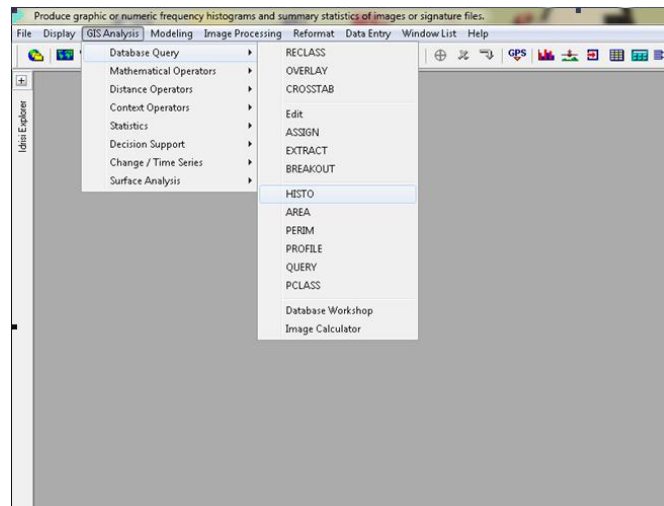 Produce graphic or numeric frequency histograms and summary statistics of images or signature files.
File Display GIS Analysis Modeling Image Processing Reformat Data Entry Window List Help
GPS
Idrisi Explorer
Database Query
Mathematical Operators
Distance Operators
Context Operators
Statistics
Decision Support
Change / Time Series
Surface Analysis
RECLASS
OVERLAY
CROSSTAB
Edit
ASSIGN
EXTRACT
BREAKOUT
HISTO
AREA
PERIM
PROFILE
QUERY
PCLASS
Database Workshop
Image Calculator